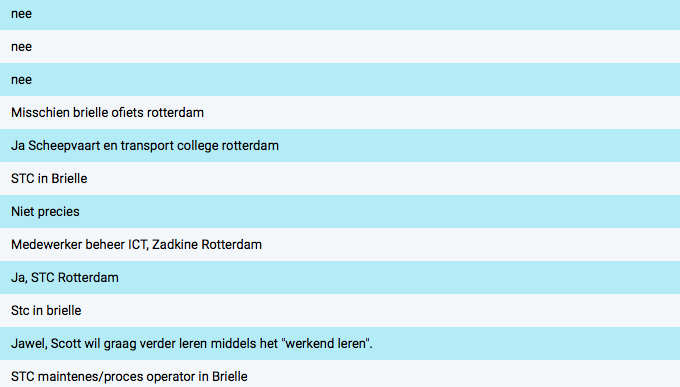 nee
nee
nee
Misschien brielle ofiets rotterdam
Ja Scheepvaart en transport college rotterdam
STC in Brielle
Niet precies
Medewerker beheer ICT, Zadkine Rotterdam
Ja, STC Rotterdam
Stc in brielle
Jawel, Scott wil graag verder leren middels het "werkend leren".
STC maintenes/proces operator in Brielle